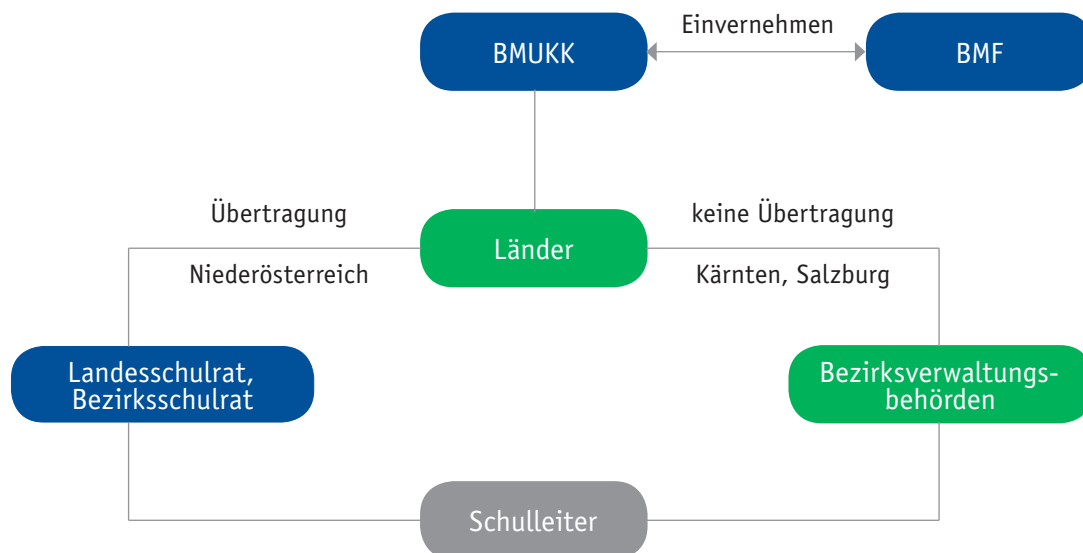 Einvernehmen
BMUKK
BMF
Übertragung
keine Übertragung
Länder
Niederösterreich
Kärnten, Salzburg
Landesschulrat,
Bezirksschulrat
Bezirksverwaltungs-
behörden
Schulleiter